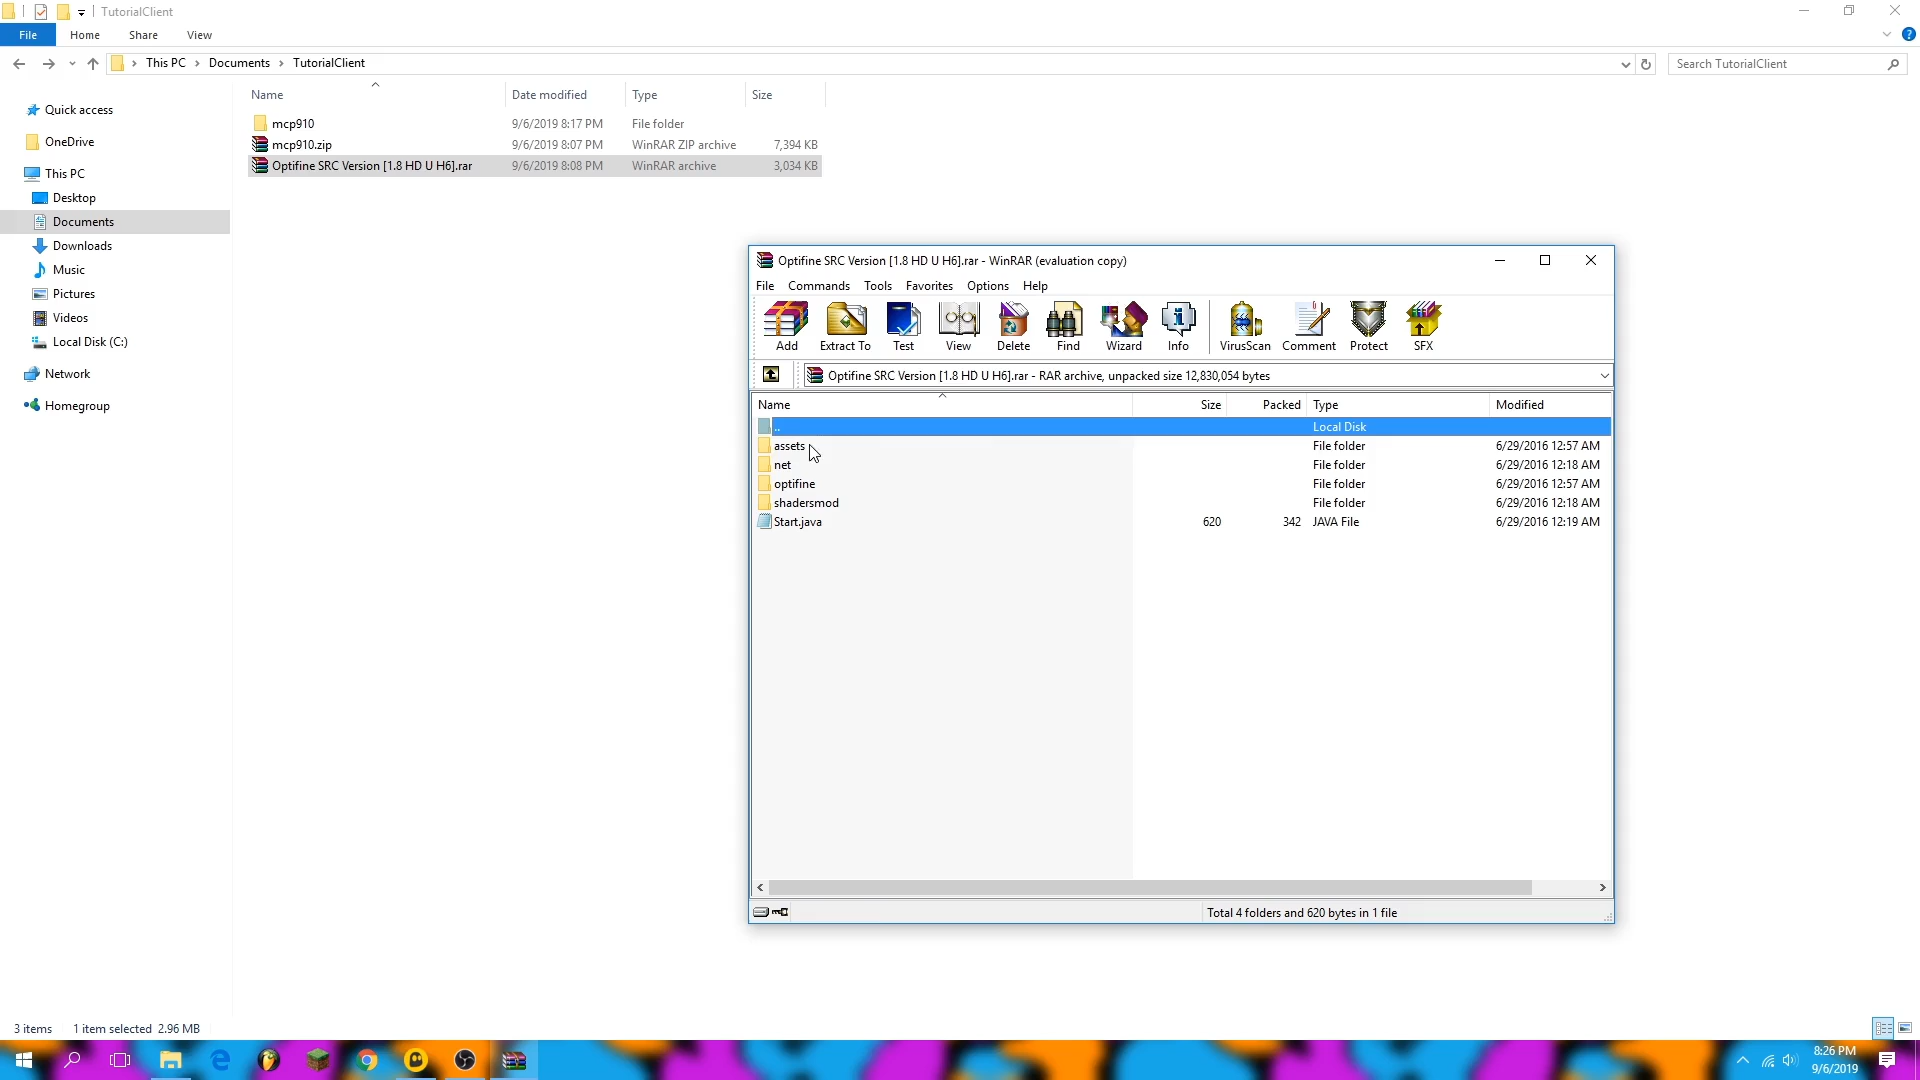 TutorialClient
File Home Share View
This PC Documents TutorialClient Search TutorialClient
Name Date modified Type Size
Quick access
OneDrive
This PC
Desktop
Documents
Downloads
Music
Pictures
Videos
Local Disk (C:)
Network
Homegroup
mcp910 9/6/2019 8:17 PM File folder
mcp910.zip 9/6/2019 8:07 PM WinRAR ZIP archive 7,394 KB
Optifine SRC Version [1.8 HD U H6].rar 9/6/2019 8:08 PM WinRAR archive 3,034 KB
Optifine SRC Version [1.8 HD U H6].rar - WinRAR (evaluation copy)
File Commands Tools Favorites Options Help
Add Extract To Test View Delete Find Wizard Info VirusScan Comment Protect SFX
Optifine SRC Version [1.8 HD U H6].rar - RAR archive, unpacked size 12,830,054 bytes
Name Size Packed Type Modified
.. Local Disk
assets File folder 6/29/2016 12:57 AM
net File folder 6/29/2016 12:18 AM
optifine File folder 6/29/2016 12:57 AM
shadersmod File folder 6/29/2016 12:18 AM
Start.java 620 342 JAVA File 6/29/2016 12:19 AM
Total 4 folders and 620 bytes in 1 file
3 items 1 item selected 2.96 MB
8:26 PM
9/6/2019